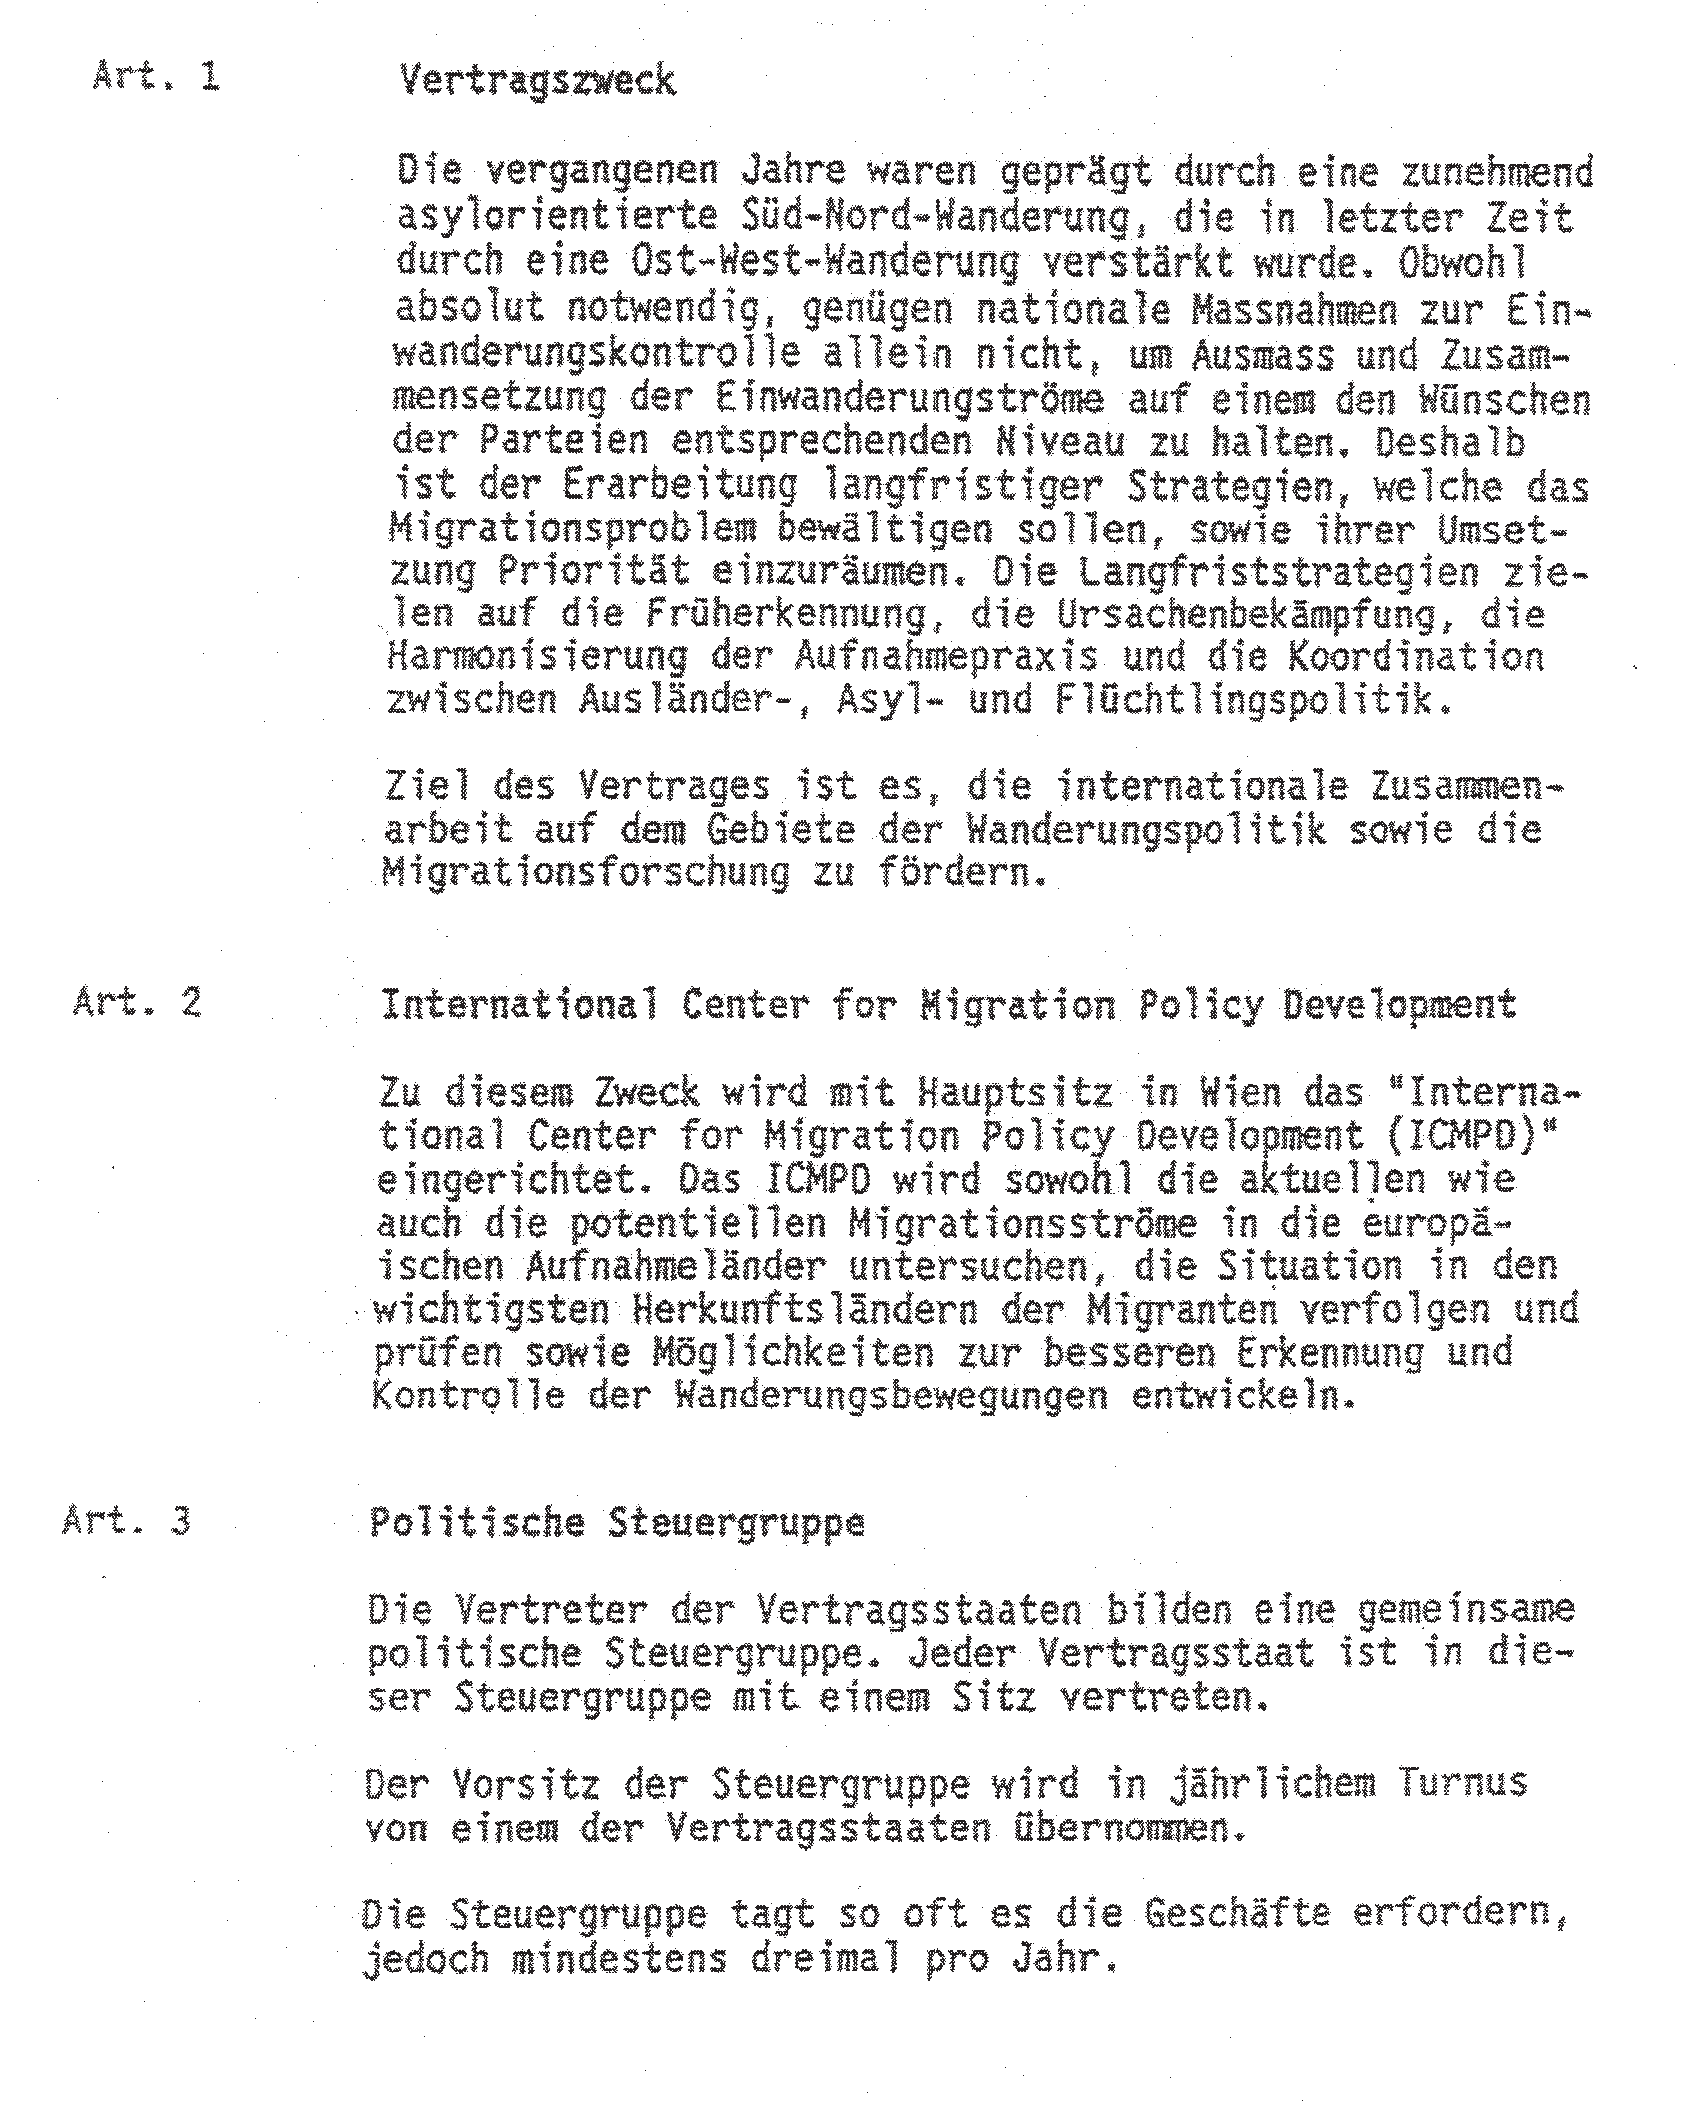 Art. 1 Vertragszweck
Die vergangenen Jahre waren geprägt durch eine zunehmend
asylorientierte Süd-Nord-Wanderung, die in letzter Zeit
durch eine Ost-West-Wanderung verstärkt wurde. Obwohl
absolut notwendig, genügen nationale Massnahmen zur Ein-
wanderungskontrolle allein nicht, um Ausmass und Zusam-
mensetzung der Einwanderungströme auf einem den Wünschen
der Parteien entsprechenden Niveau zu halten. Deshalb
ist der Erarbeitung langfristiger Strategien, welche das
Migrationsproblem bewältigen sollen, sowie ihrer Umset-
zung Priorität einzuräumen. Die Langfriststrategien zie-
len auf die Früherkennung, die Ursachenbekämpfung, die
Harmonisierung der Aufnahmepraxis und die Koordination
zwischen Ausländer-, Asyl- und Flüchtlingspolitik.
Ziel des Vertrages ist es, die internationale Zusammen-
arbeit auf dem Gebiete der Wanderungspolitik sowie die
Migrationsforschung zu fördern.
Art. 2 International Center for Migration Policy Development
Zu diesem Zweck wird mit Hauptsitz in Wien das "Interna-
tional Center for Migration Policy Development (ICMPD)"
eingerichtet. Das ICMPD wird sowohl die aktuellen wie
auch die potentiellen Migrationsströme in die europä-
ischen Aufnahmeländer untersuchen, die Situation in den
wichtigsten Herkunftsländern der Migranten verfolgen und
prüfen sowie Möglichkeiten zur besseren Erkennung und
Kontrolle der Wanderungsbewegungen entwickeln.
Art. 3 Politische Steuergruppe
Die Vertreter der Vertragsstaaten bilden eine gemeinsame
politische Steuergruppe. Jeder Vertragsstaat ist in die-
ser Steuergruppe mit einem Sitz vertreten.
Der Vorsitz der Steuergruppe wird in jährlichem Turnus
von einem der Vertragsstaaten übernommen.
Die Steuergruppe tagt so oft es die Geschäfte erfordern,
jedoch mindestens dreimal pro Jahr.